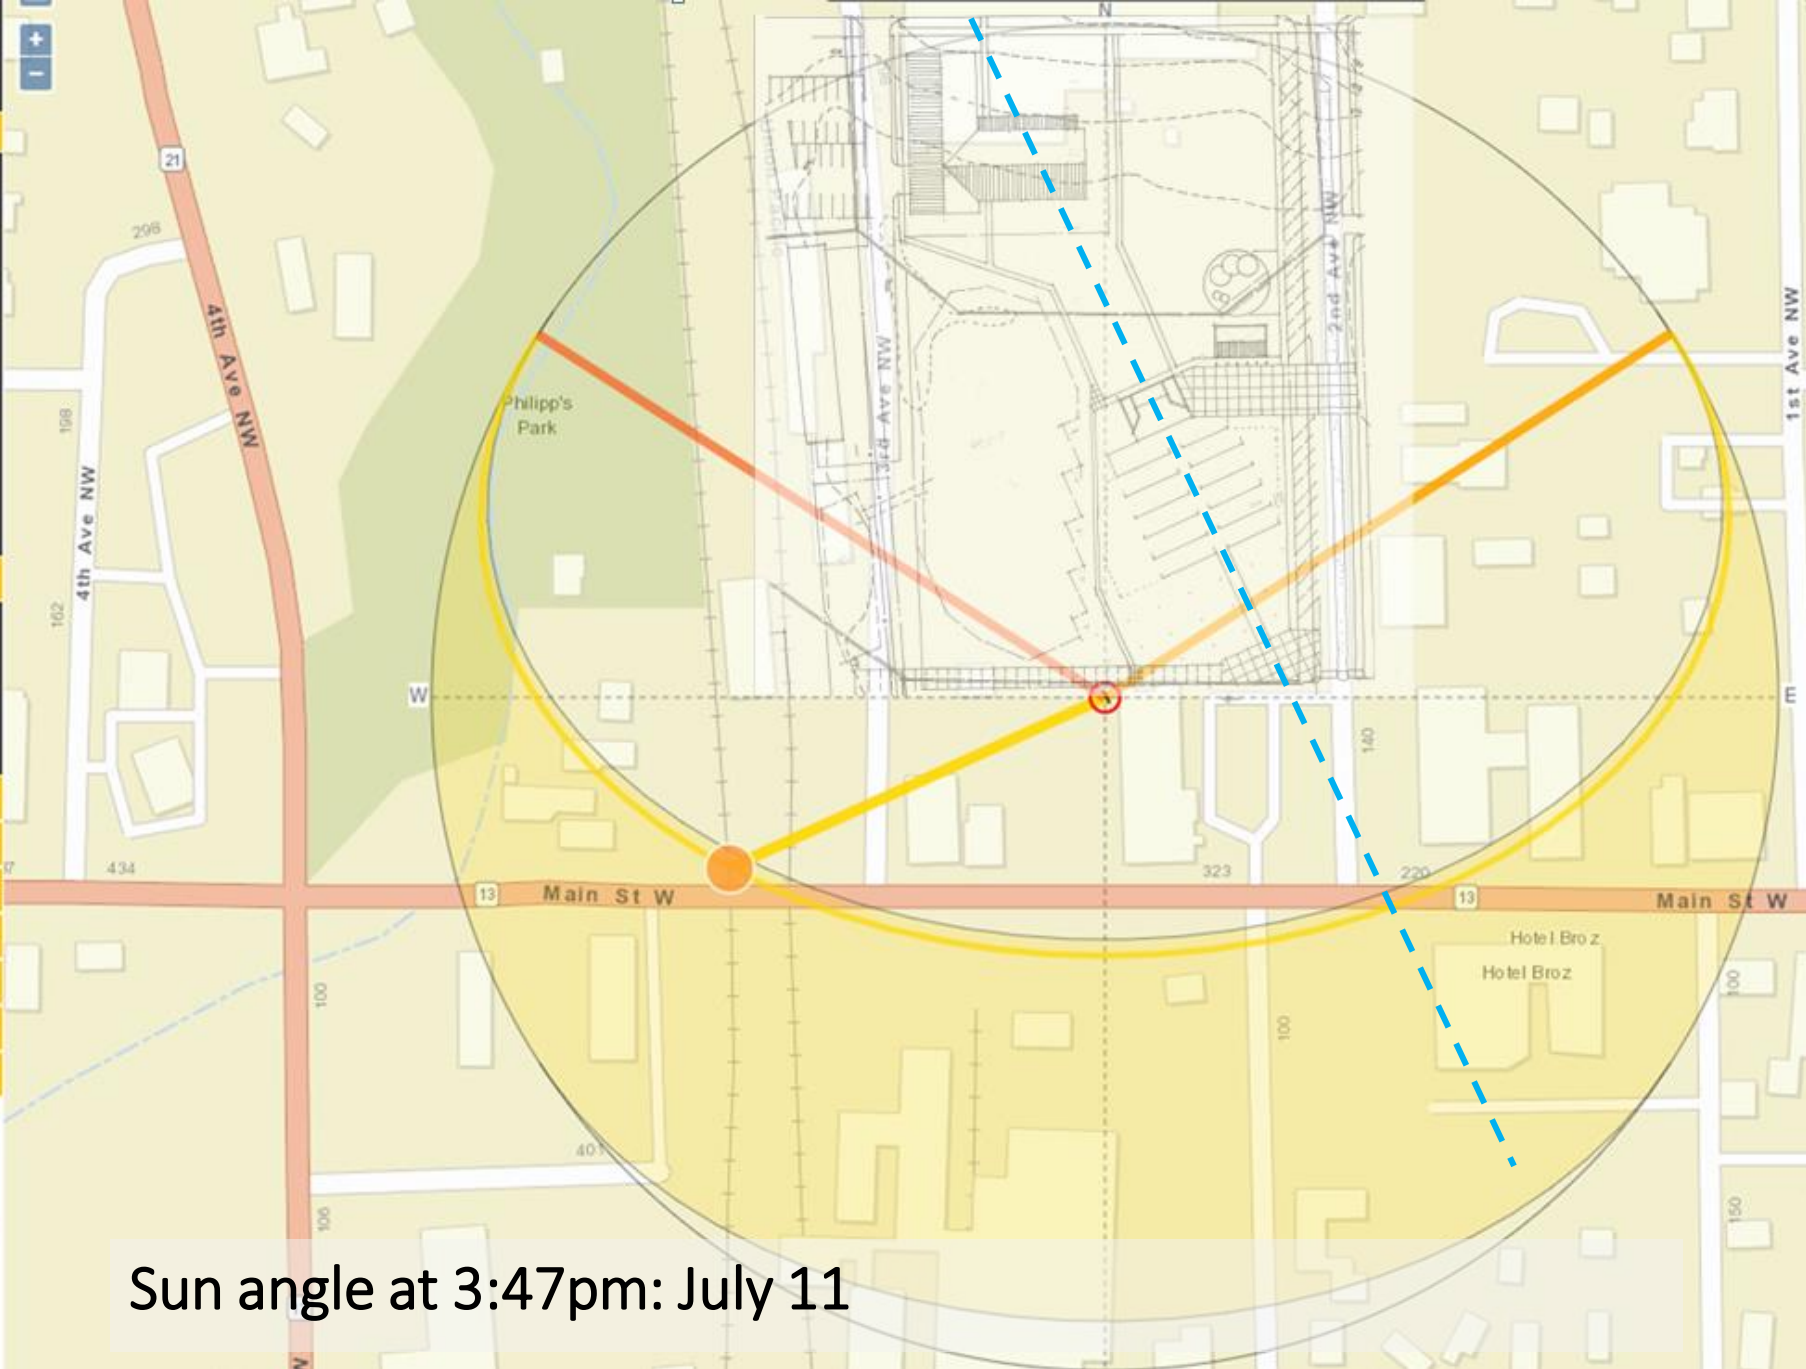 +
−
N
21
298
4th Ave NW
198
4th Ave NW
162
Philipp's
Park
3rd Ave NW
2nd Ave NW
1st Ave NW
W
E
140
434
13
Main St W
323
220
13
Main St W
Hotel Broz
Hotel Broz
100
100
100
401
106
150
Sun angle at 3:47pm: July 11